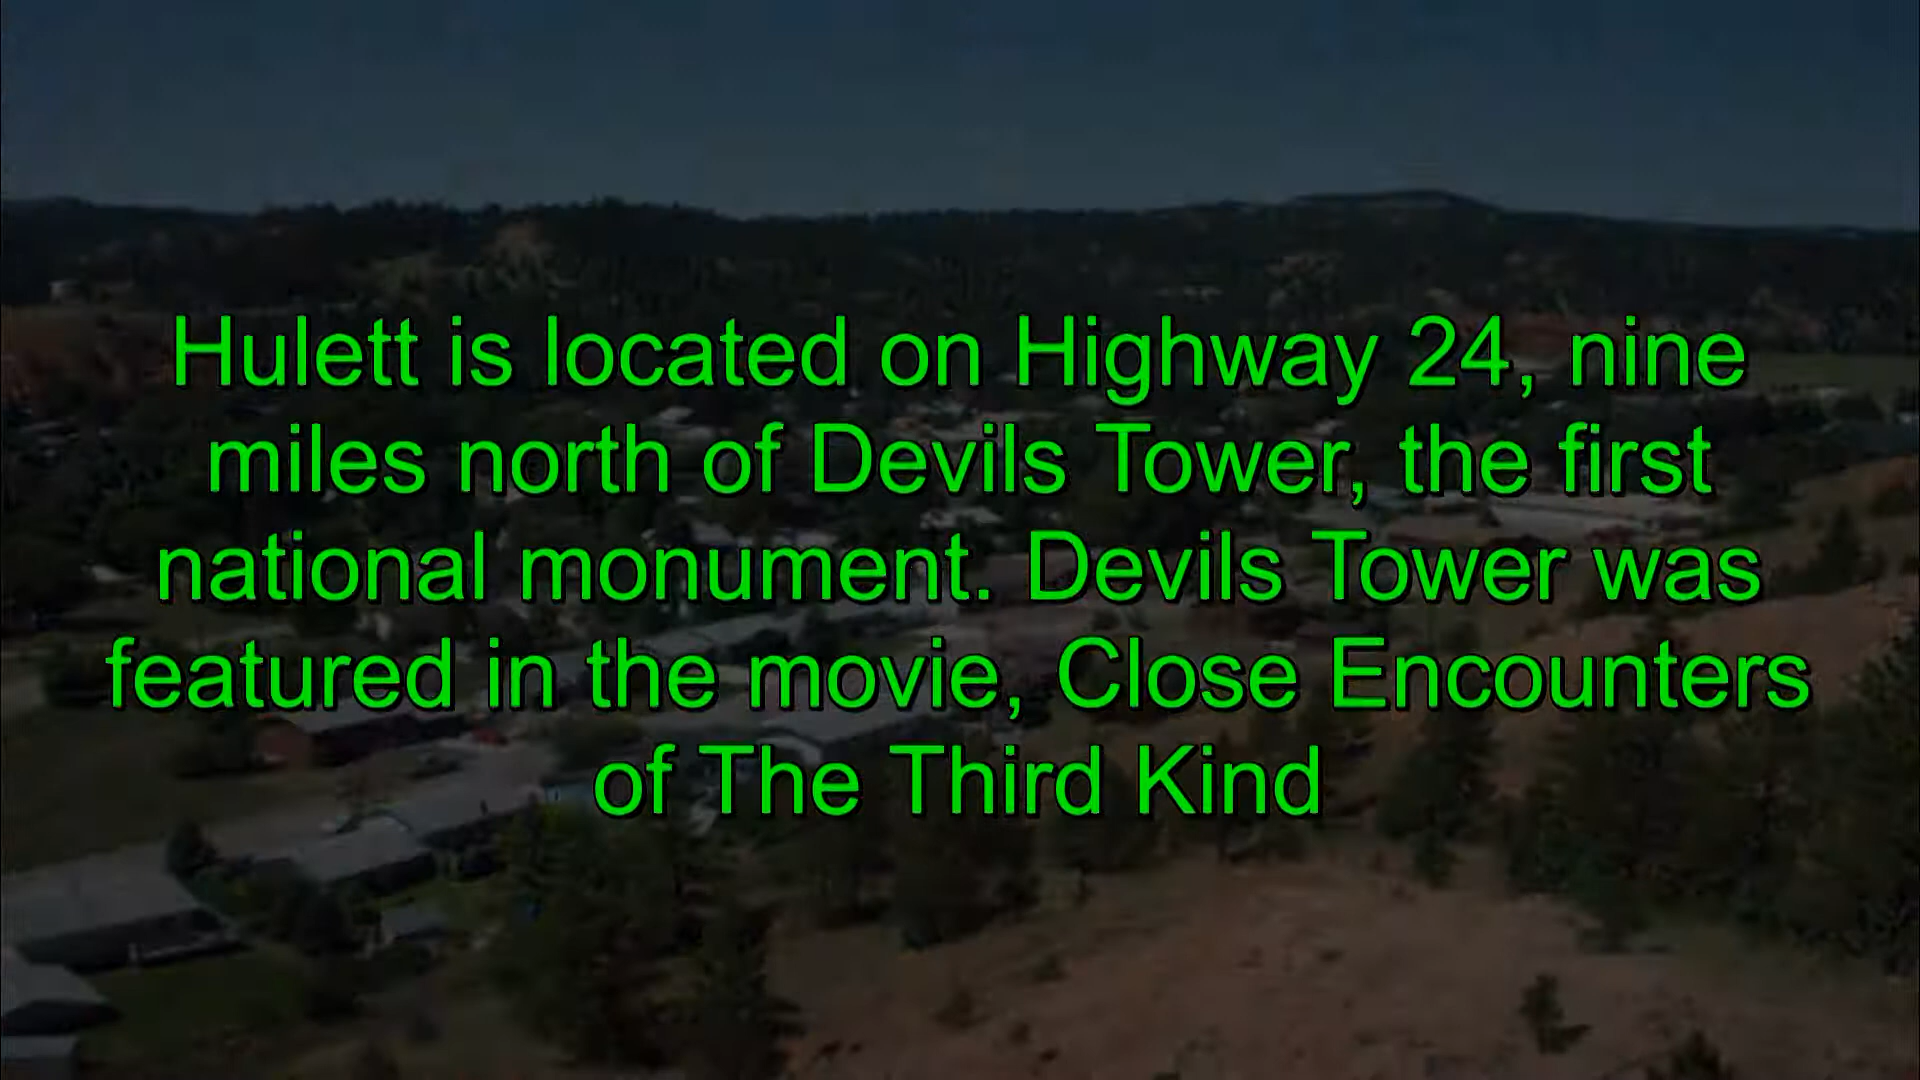 Hulett is located on Highway 24, nine
miles north of Devils Tower, the first
national monument. Devils Tower was
featured in the movie, Close Encounters
of The Third Kind